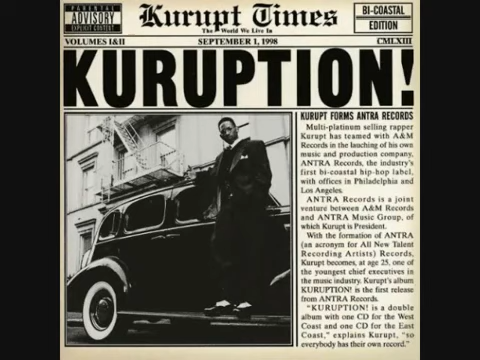 PARENTAL
ADVISORY
EXPLICIT CONTENT
Kurupt Times
The World We Live In
BI-COASTAL
EDITION
VOLUMES I&II
SEPTEMBER 1, 1998
CMLXIII
KURUPTION!
KURUPT FORMS ANTRA RECORDS
Multi-platinum selling rapper
Kurupt has teamed with A&M
Records in the lauching of his own
music and production company,
ANTRA Records, the industry's
first bi-coastal hip-hop label,
with offices in Philadelphia and
Los Angeles.
ANTRA Records is a joint
venture between A&M Records
and ANTRA Music Group, of
which Kurupt is President.
With the formation of ANTRA
(an acronym for All New Talent
Recording Artists) Records,
Kurupt becomes, at age 25, one of
the youngest chief executives in
the music industry. Kurupt's album
KURUPTION! is the first release
from ANTRA Records.
"KURUPTION! is a double
album with one CD for the West
Coast and one CD for the East
Coast," explains Kurupt, "so
everybody has their own record."